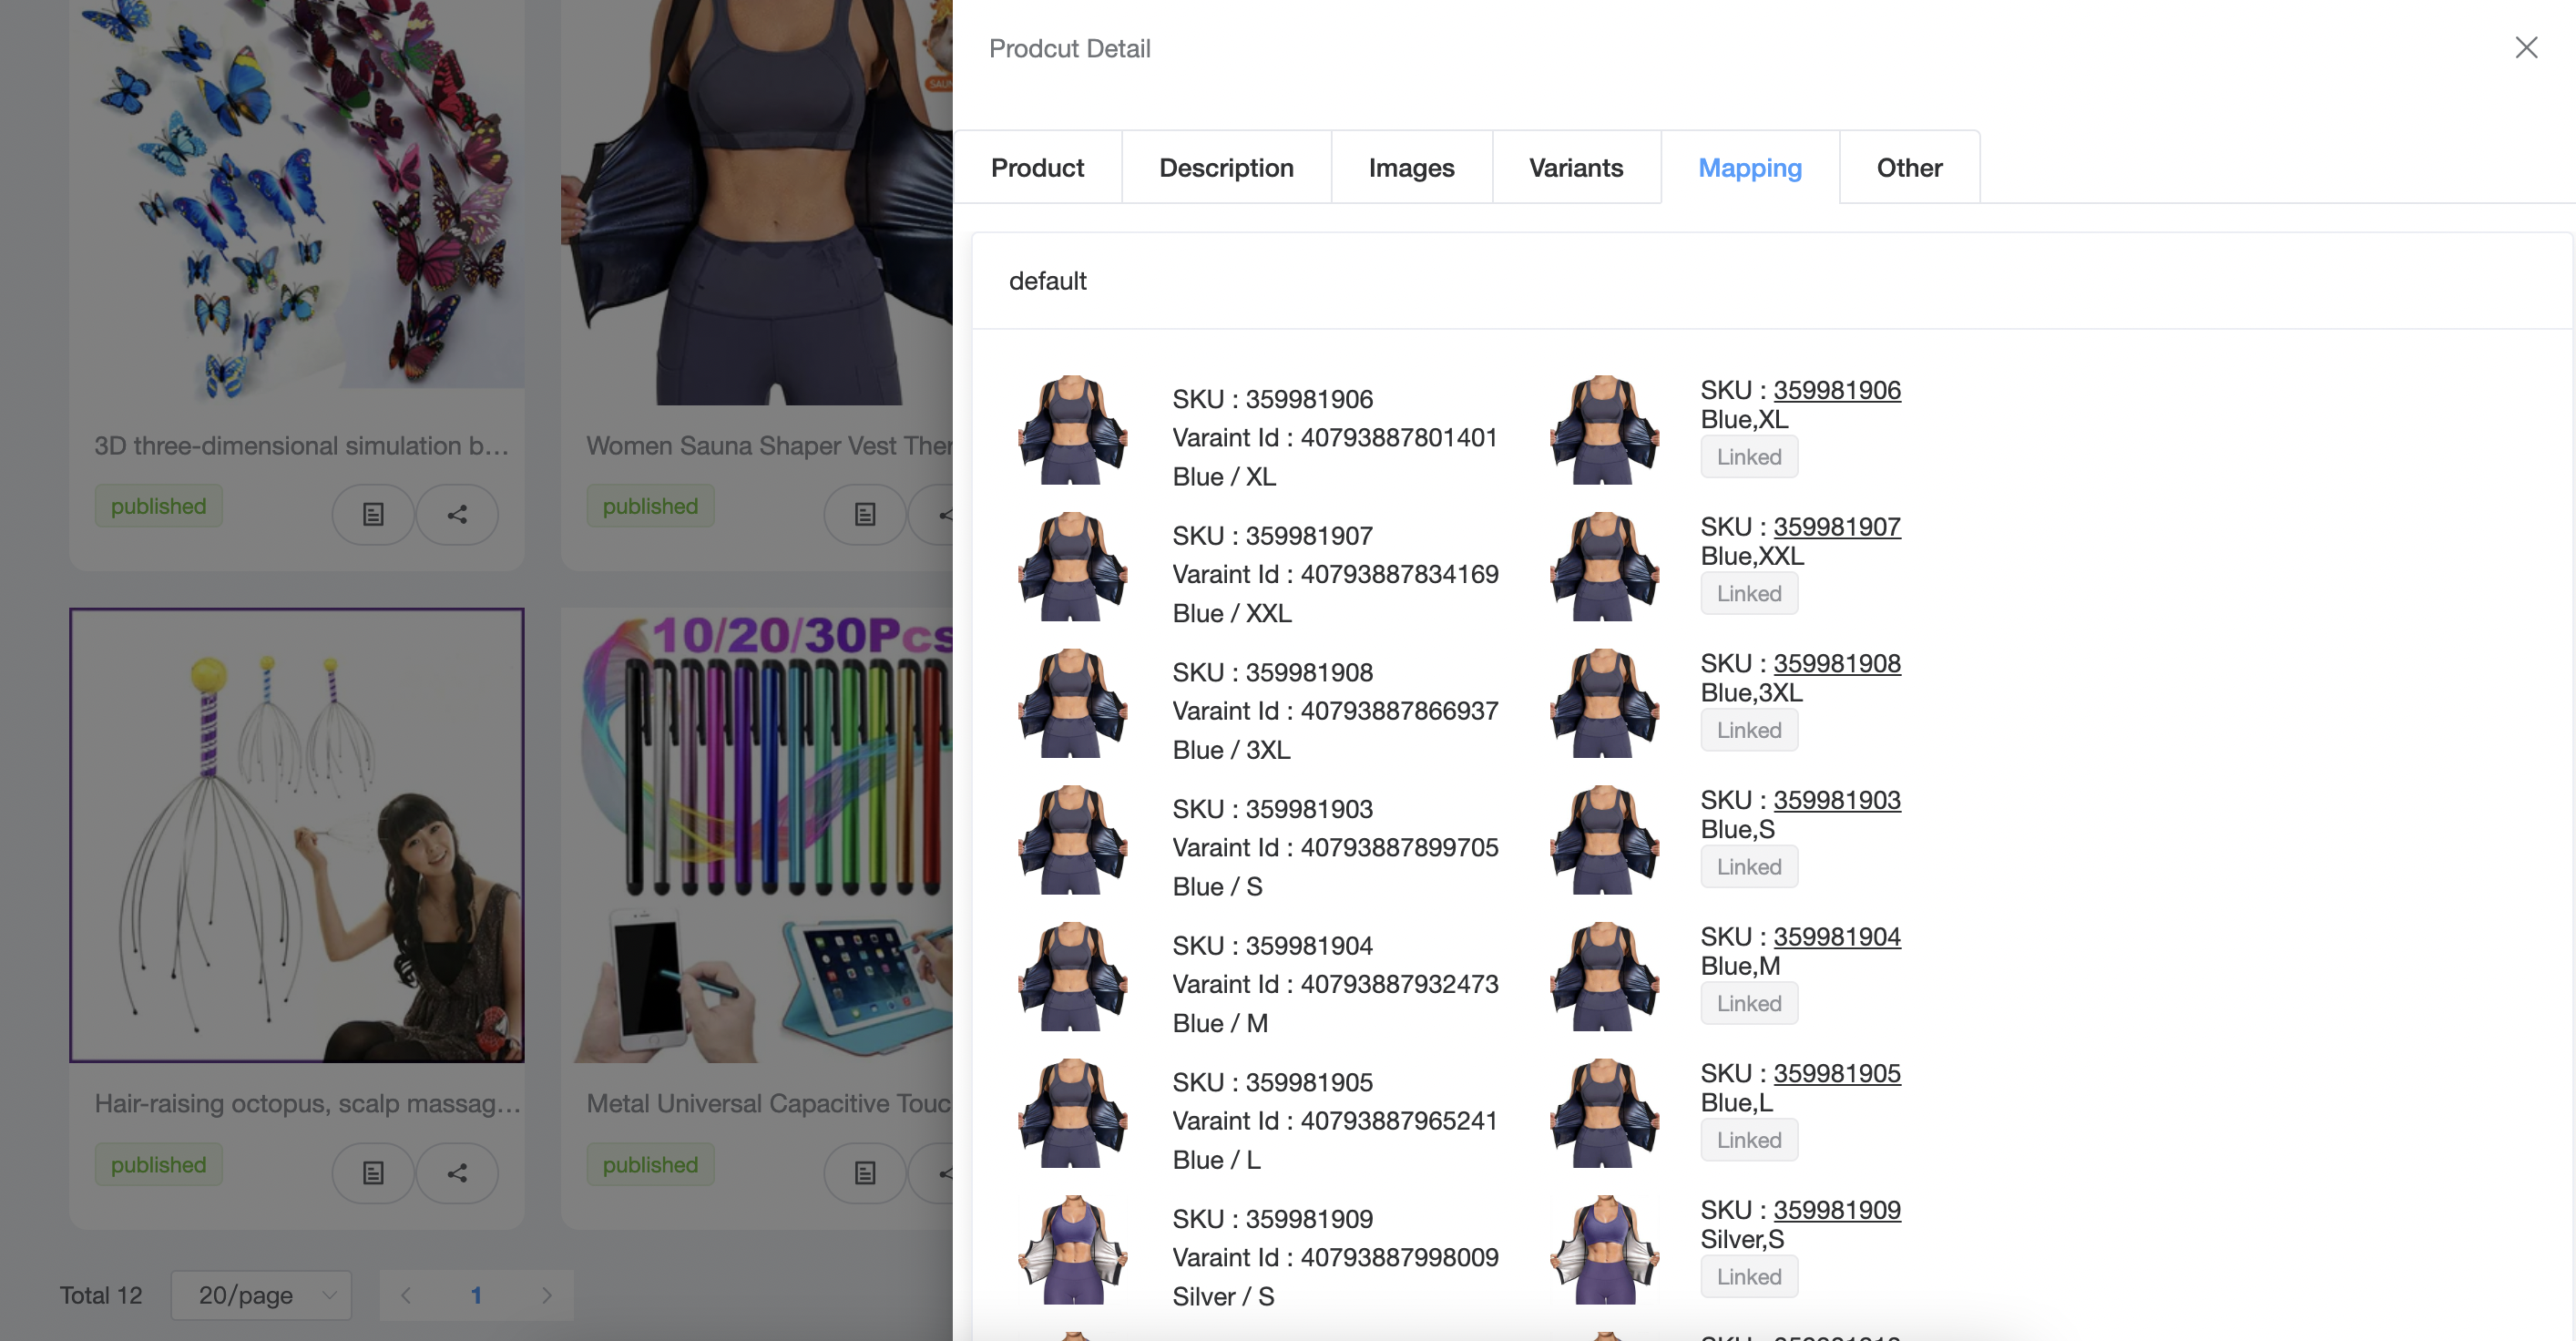 Prodcut Detail
Product
Description
Images
Variants
Mapping
Other
default
SKU : 359981906
Varaint Id : 40793887801401
Blue / XL
SKU : 359981906
Blue,XL
Linked
SKU : 359981907
Varaint Id : 40793887834169
Blue / XXL
SKU : 359981907
Blue,XXL
Linked
SKU : 359981908
Varaint Id : 40793887866937
Blue / 3XL
SKU : 359981908
Blue,3XL
Linked
SKU : 359981903
Varaint Id : 40793887899705
Blue / S
SKU : 359981903
Blue,S
Linked
SKU : 359981904
Varaint Id : 40793887932473
Blue / M
SKU : 359981904
Blue,M
Linked
SKU : 359981905
Varaint Id : 40793887965241
Blue / L
SKU : 359981905
Blue,L
Linked
SKU : 359981909
Varaint Id : 40793887998009
Silver / S
SKU : 359981909
Silver,S
Linked
3D three-dimensional simulation b...
published
Women Sauna Shaper Vest Ther
published
10/20/30Pcs
Hair-raising octopus, scalp massag...
published
Metal Universal Capacitive Touc
published
Total 12
20/page
1